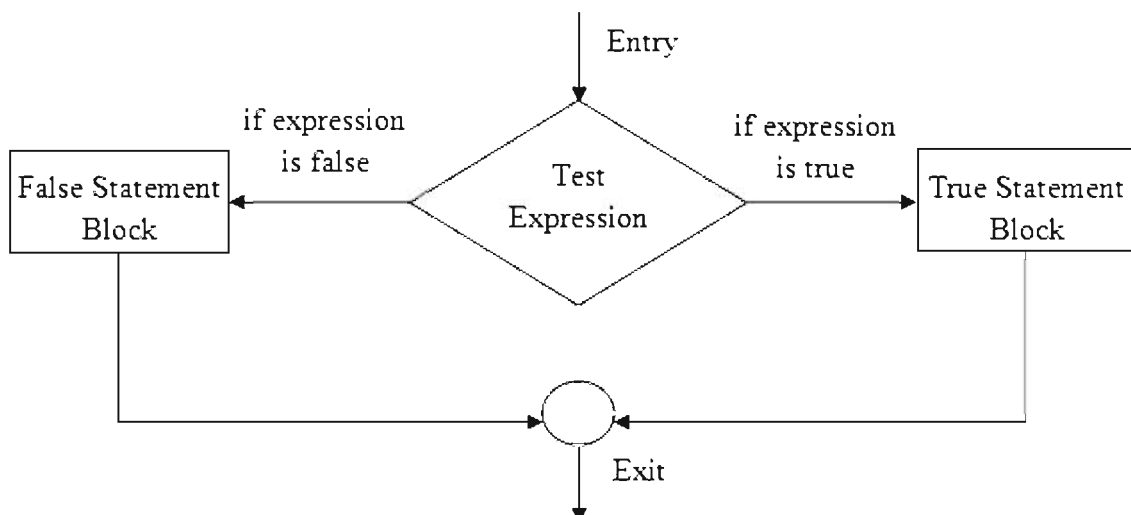 Entry
if expression
is false
if expression
is true
False Statement
Block
Test
Expression
True Statement
Block
Exit